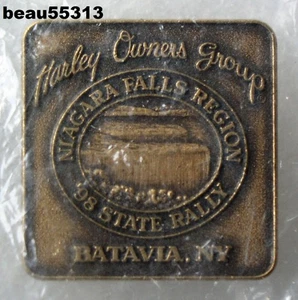 beau55313
Harley Owners Group
NIAGARA FALLS REGION
'98 STATE RALLY
BATAVIA, NY